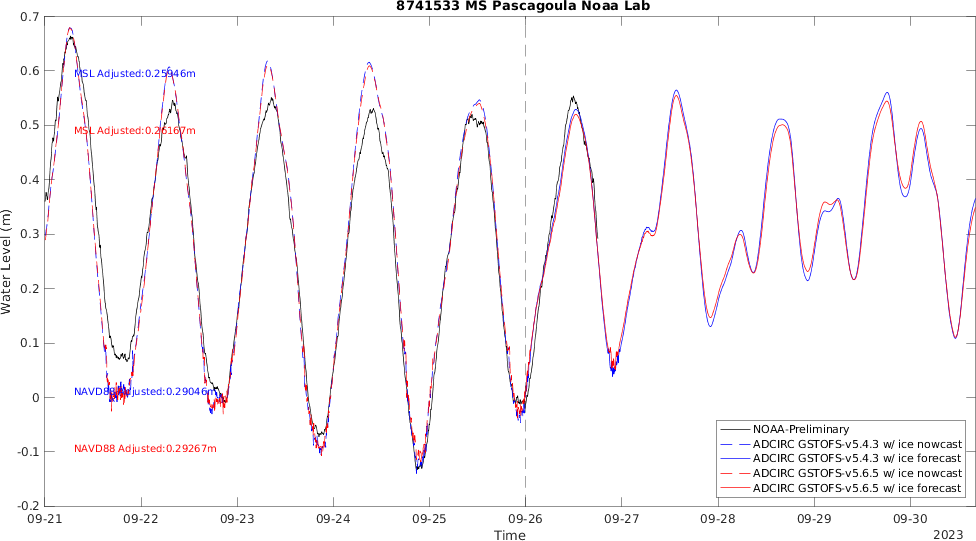 8741533 MS Pascagoula Noaa Lab
0.7
0.6
0.5
0.4
0.3
0.2
0.1
0
-0.1
-0.2
Water Level (m)
MSL Adjusted:0.25946m
MSL Adjusted:0.26167m
NAVD88 Adjusted:0.29046m
NAVD88 Adjusted:0.29267m
NOAA-Preliminary
ADCIRC GSTOFS-v5.4.3 w/ ice nowcast
ADCIRC GSTOFS-v5.4.3 w/ ice forecast
ADCIRC GSTOFS-v5.6.5 w/ ice nowcast
ADCIRC GSTOFS-v5.6.5 w/ ice forecast
09-21 09-22 09-23 09-24 09-25 09-26 09-27 09-28 09-29 09-30
Time
2023